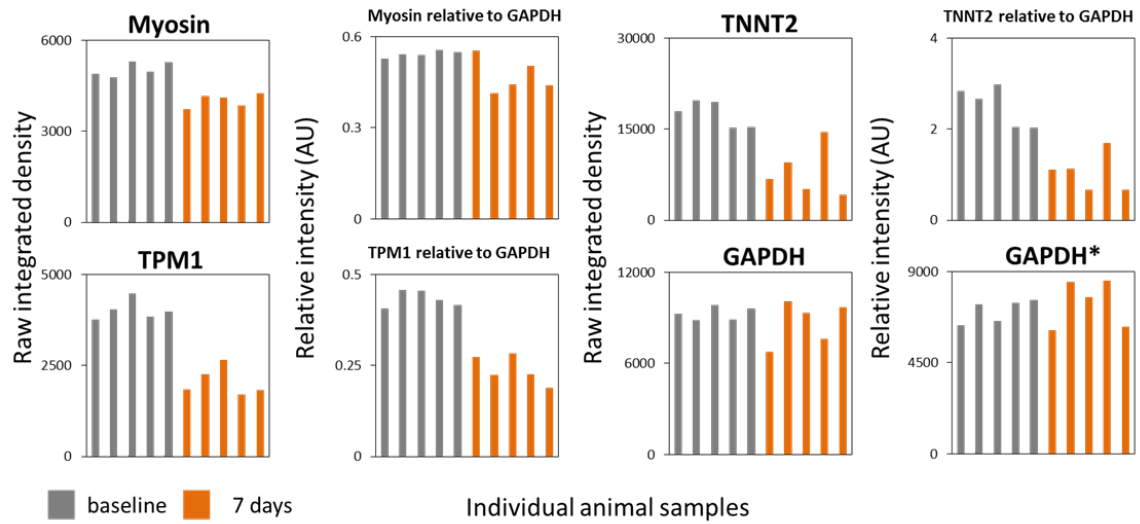 Myosin
Raw integrated density
6000
3000
0
Myosin relative to GAPDH
Relative intensity (AU)
0.6
0.3
0
TNNT2
Raw integrated density
30000
15000
0
TNNT2 relative to GAPDH
Relative intensity (AU)
4
2
0
TPM1
5000
2500
0
TPM1 relative to GAPDH
0.5
0.25
0
GAPDH
12000
6000
0
GAPDH*
9000
4500
0
baseline
7 days
Individual animal samples